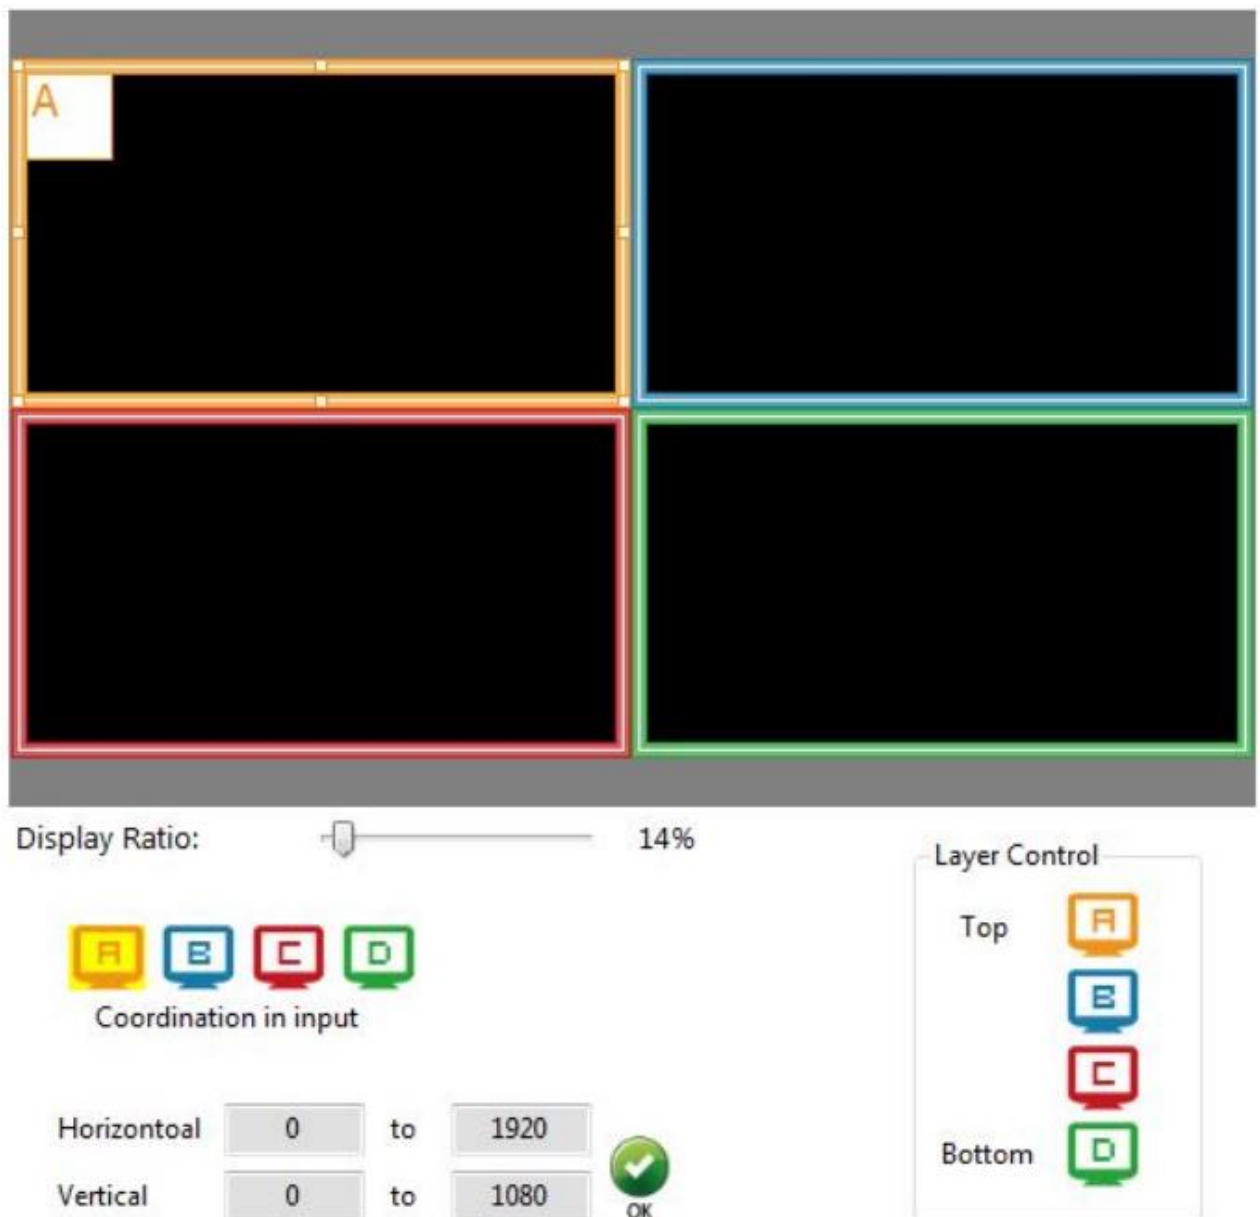 A
Display Ratio: 14%
Layer Control
Top A
A B C D
B
Coordination in input
C
Horizontoal 0 to 1920
Bottom D
Vertical 0 to 1080
OK